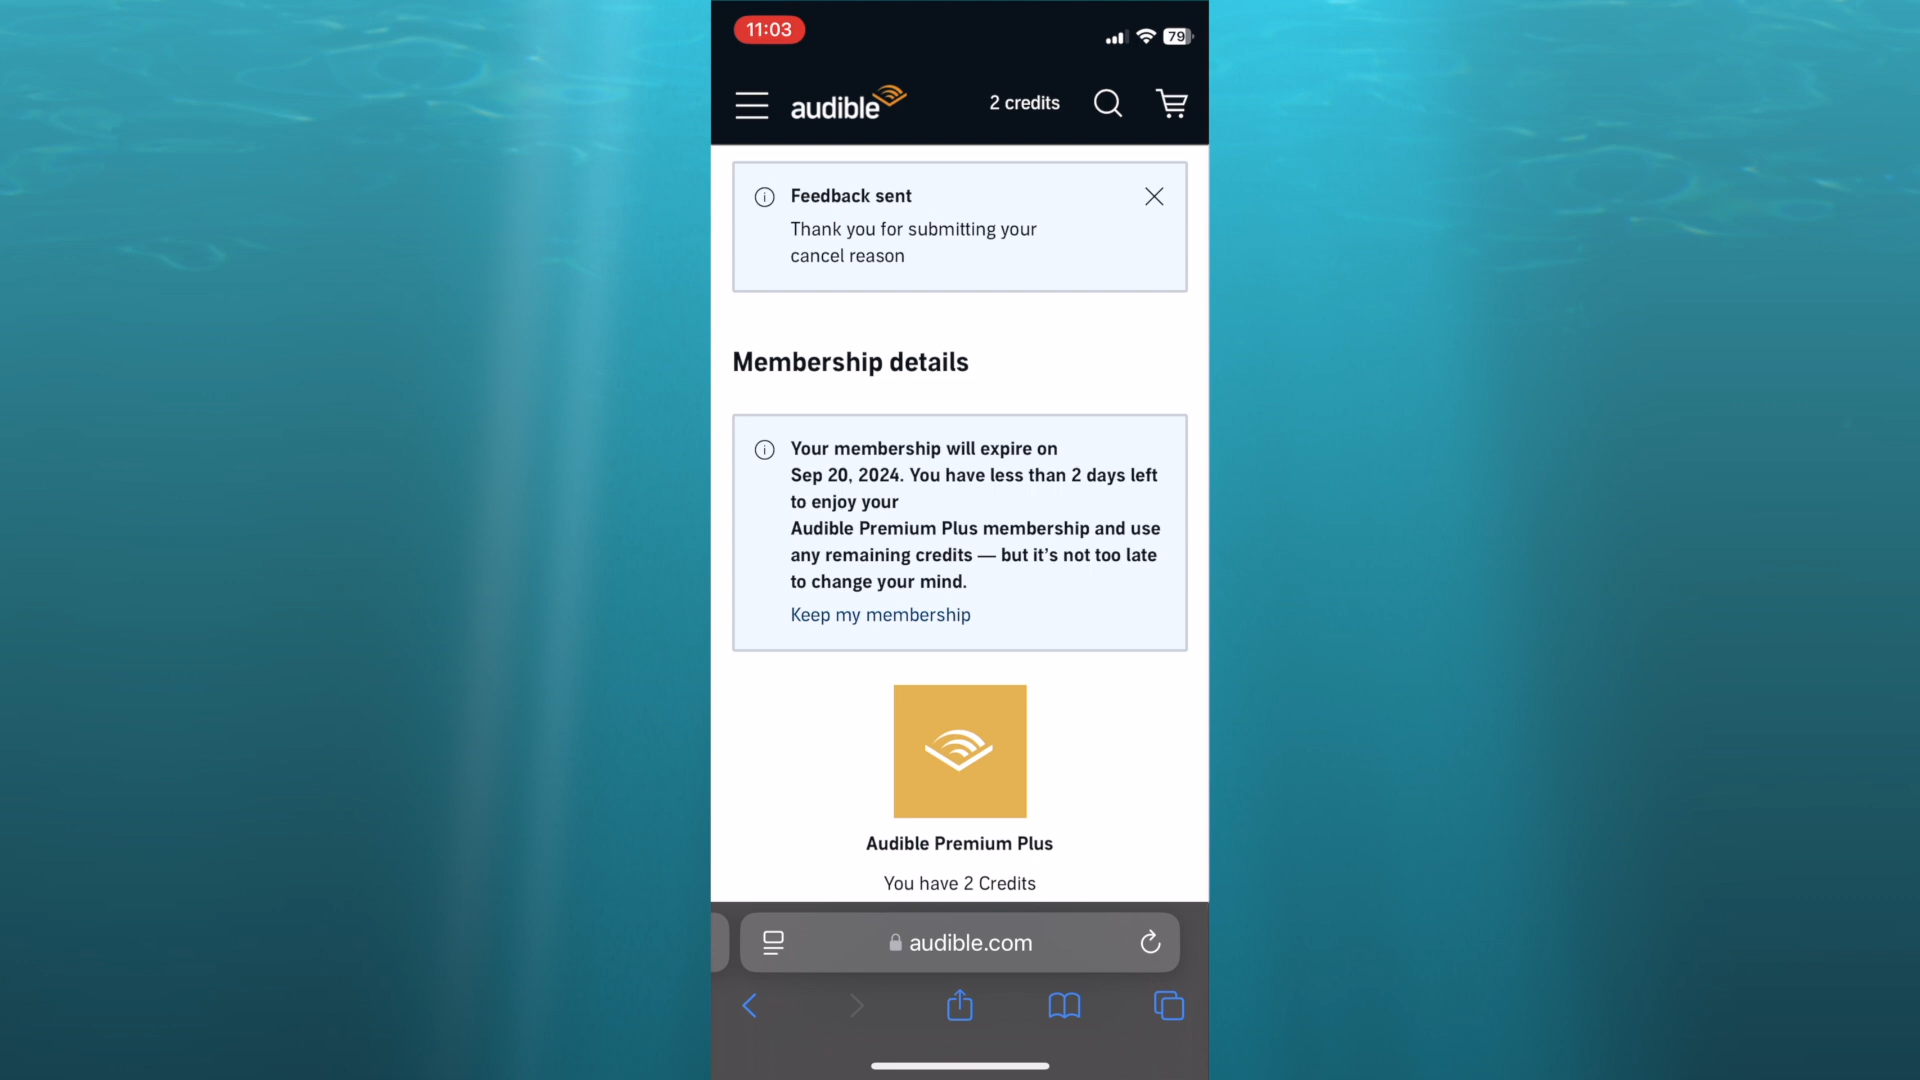 11:03
79
audible
2 credits
Feedback sent
Thank you for submitting your
cancel reason
Membership details
Your membership will expire on
Sep 20, 2024. You have less than 2 days left
to enjoy your
Audible Premium Plus membership and use
any remaining credits — but it’s not too late
to change your mind.
Keep my membership
Audible Premium Plus
You have 2 Credits
audible.com